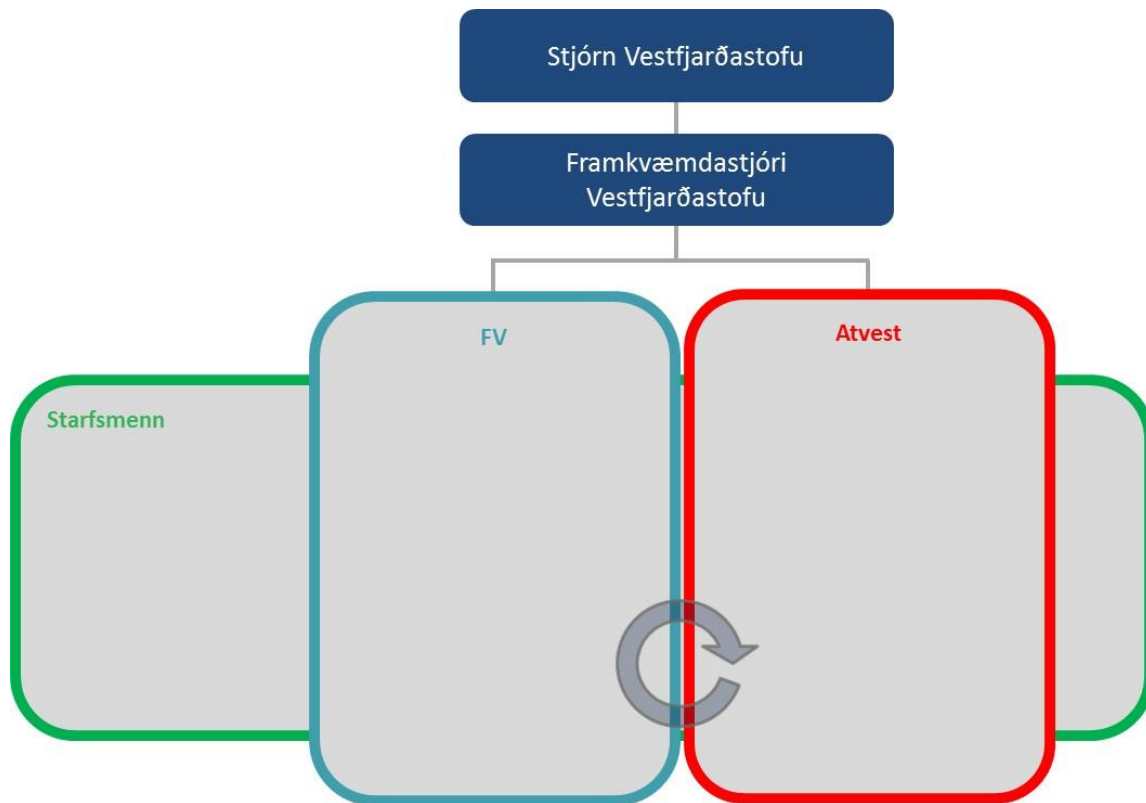 Stjórn Vestfjarðastofu
Framkvæmdastjóri
Vestfjarðastofu
FV
Atvest
Starfsmenn